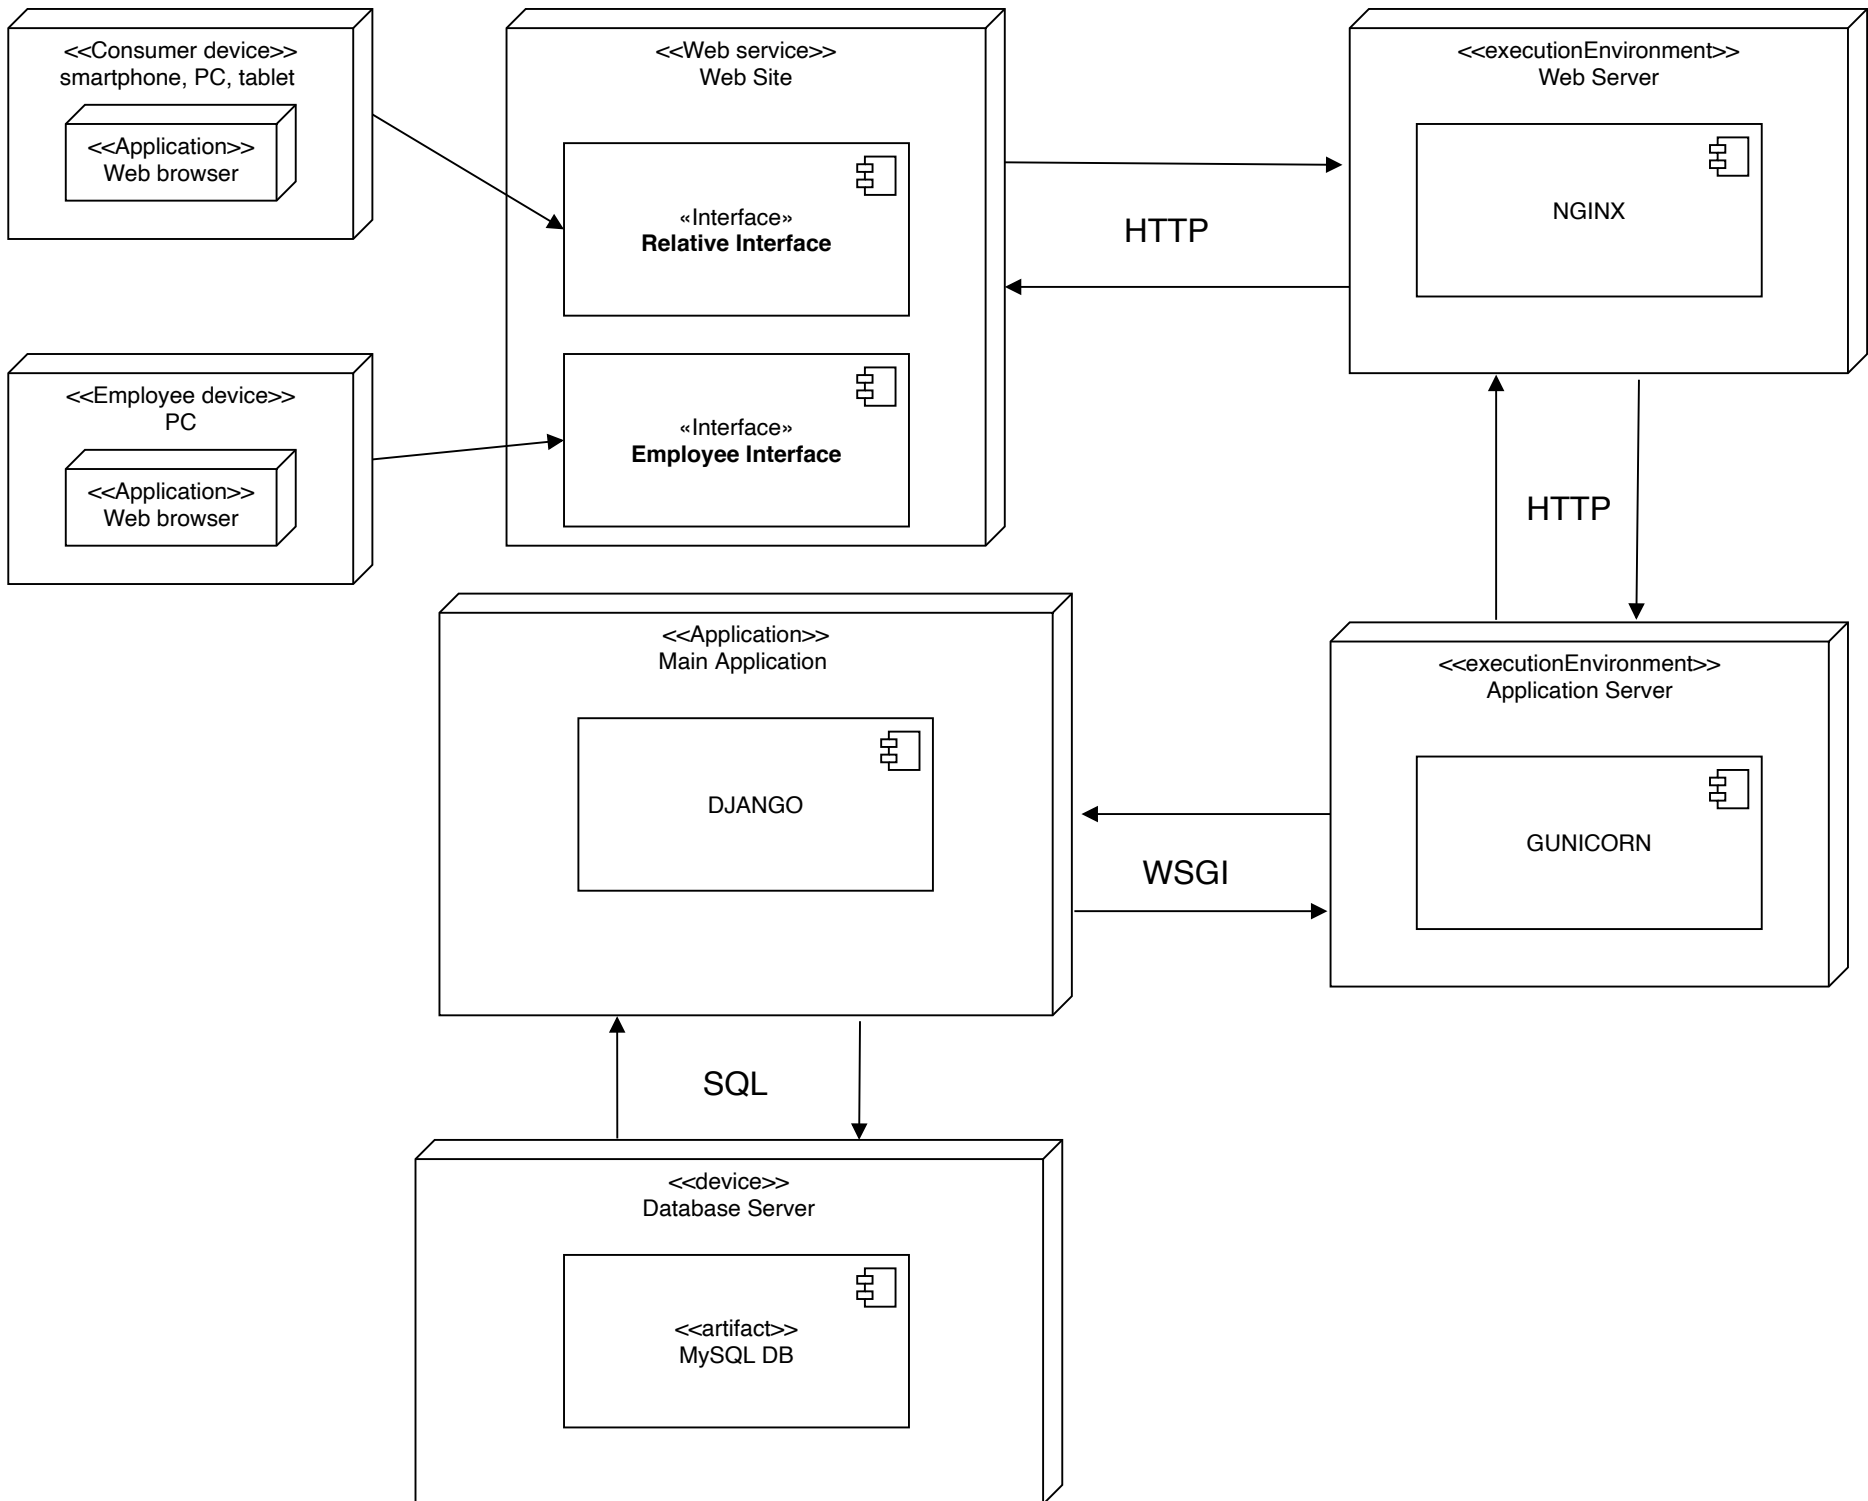 <<Consumer device>>
smartphone, PC, tablet
<<Application>>
Web browser
<<Web service>>
Web Site
«Interface»
Relative Interface
HTTP
<<executionEnvironment>>
Web Server
NGINX
<<Employee device>>
PC
<<Application>>
Web browser
«Interface»
Employee Interface
HTTP
<<Application>>
Main Application
DJANGO
WSGI
<<executionEnvironment>>
Application Server
GUNICORN
SQL
<<device>>
Database Server
<<artifact>>
MySQL DB